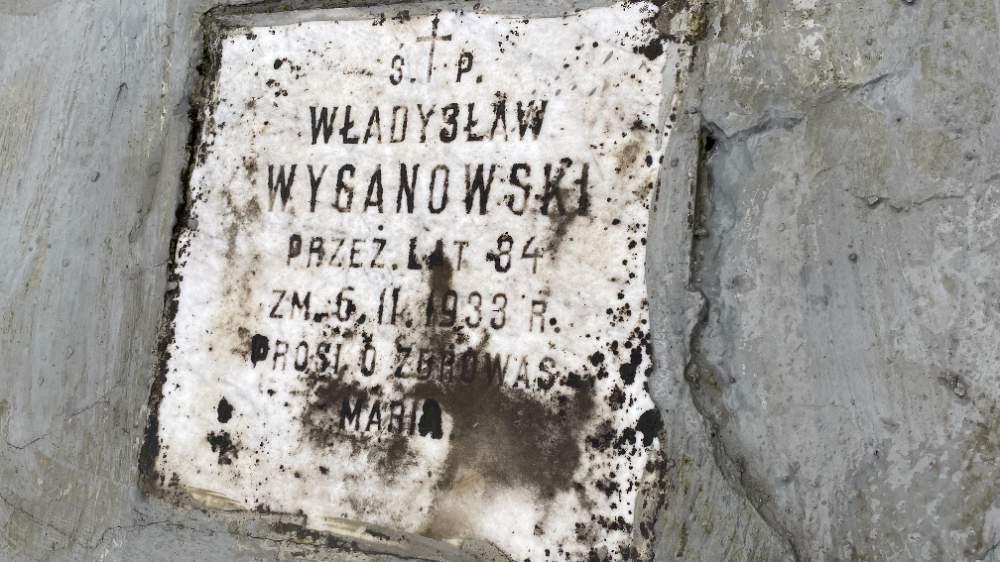 Ś. † P.
WŁADYSŁAW
WYGANOWSKI
PRZEŻ. LAT 84
ZM. 6. II. 1933 R.
PROSI O ZDROWAŚ
MARIA